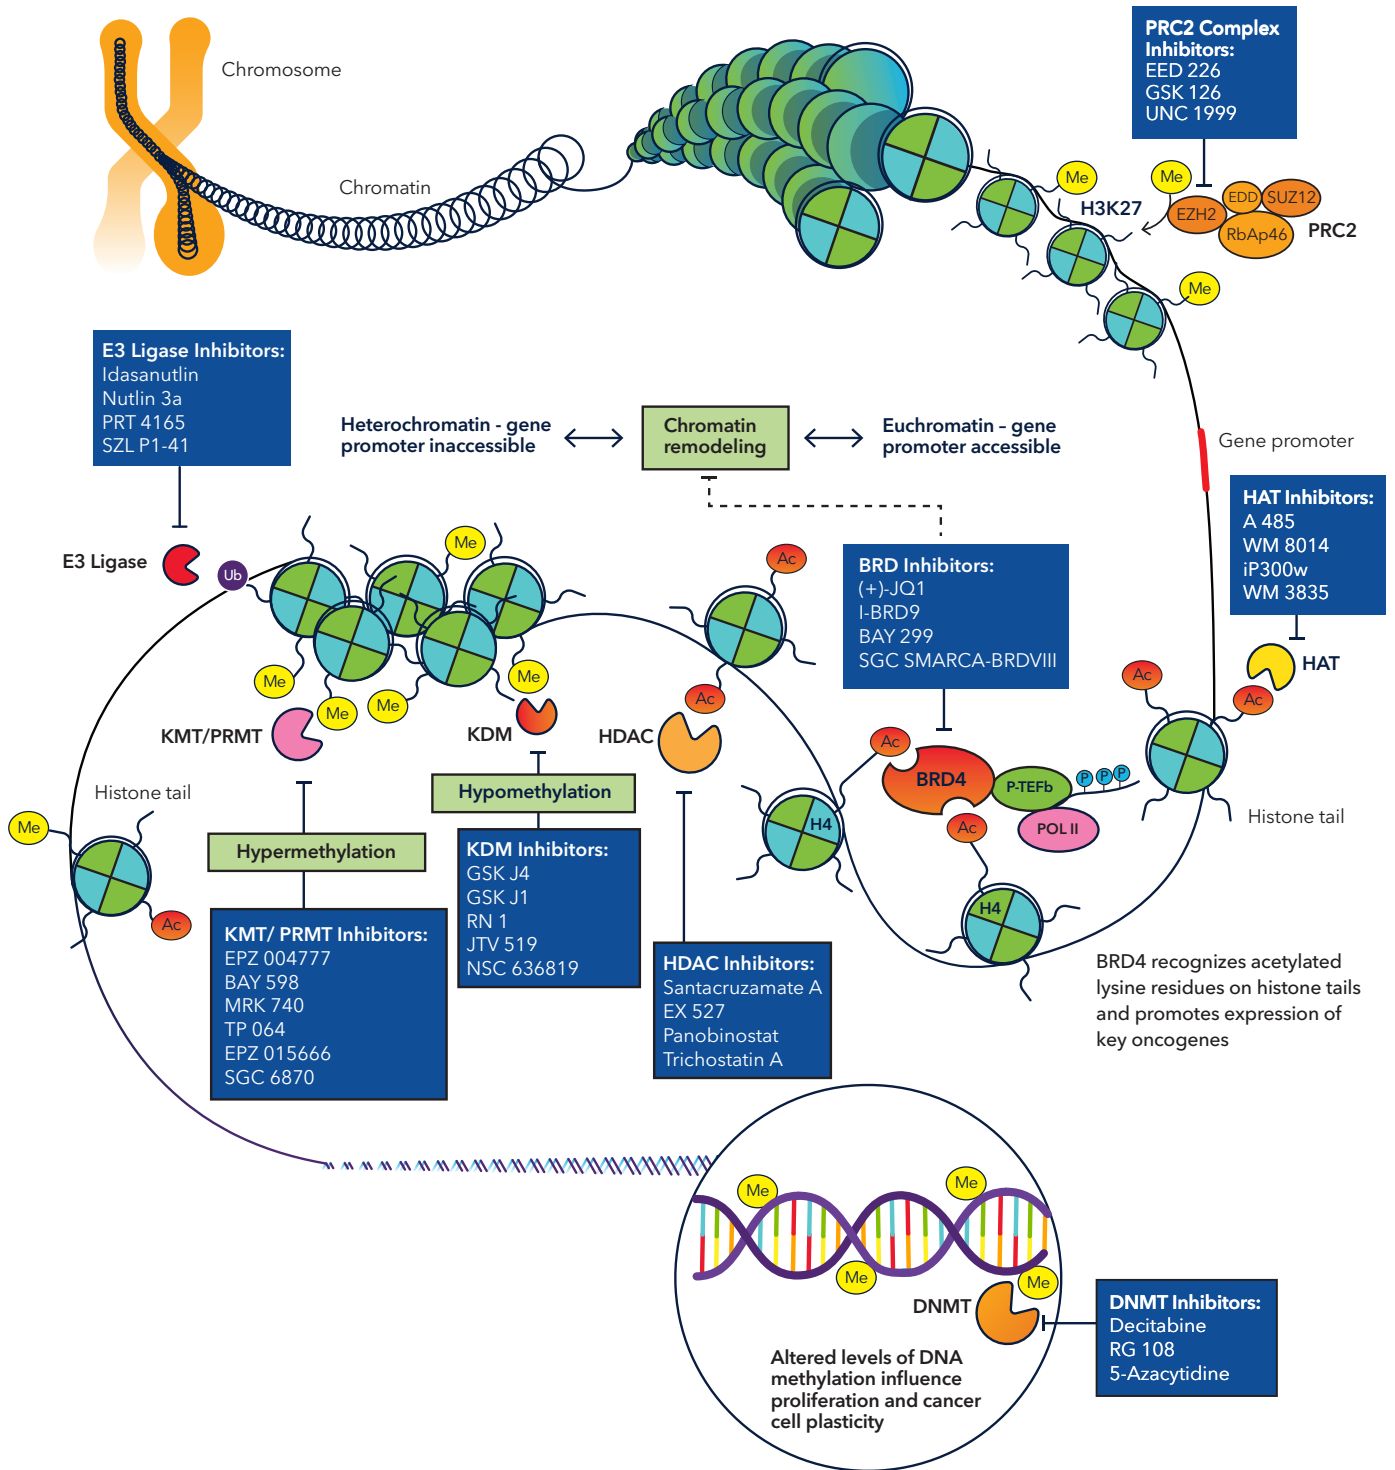 Chromosome
Chromatin
PRC2 Complex
Inhibitors:
EED 226
GSK 126
UNC 1999
Me
Me
H3K27
EZH2
EDD
SUZ12
RbAp46
PRC2
Me
E3 Ligase Inhibitors:
Idasanutlin
Nutlin 3a
PRT 4165
SZL P1-41
Heterochromatin - gene
promoter inaccessible
Chromatin
remodeling
Euchromatin – gene
promoter accessible
Gene promoter
HAT Inhibitors:
A 485
WM 8014
iP300w
WM 3835
HAT
E3 Ligase
Ub
Me
Me
Me
Me
Me
KMT/PRMT
KDM
HDAC
Ac
Ac
BRD Inhibitors:
(+)-JQ1
I-BRD9
BAY 299
SGC SMARCA-BRDVIII
Ac
Ac
Ac
BRD4
P-TEFb
P
P
P
POL II
Ac
H4
H4
Histone tail
Histone tail
Me
Ac
Hypomethylation
Hypermethylation
KDM Inhibitors:
GSK J4
GSK J1
RN 1
JTV 519
NSC 636819
KMT/ PRMT Inhibitors:
EPZ 004777
BAY 598
MRK 740
TP 064
EPZ 015666
SGC 6870
HDAC Inhibitors:
Santacruzamate A
EX 527
Panobinostat
Trichostatin A
BRD4 recognizes acetylated
lysine residues on histone tails
and promotes expression of
key oncogenes
Me
Me
Me
Me
DNMT
DNMT Inhibitors:
Decitabine
RG 108
5-Azacytidine
Altered levels of DNA
methylation influence
proliferation and cancer
cell plasticity